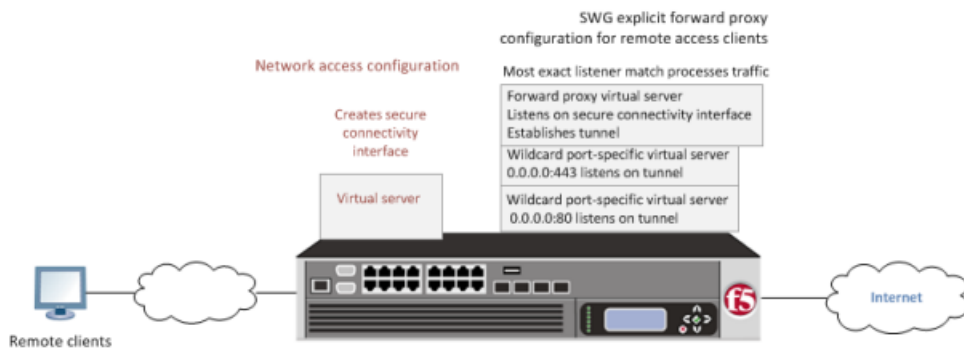 SWG explicit forward proxy
configuration for remote access clients
Network access configuration
Most exact listener match processes traffic
Forward proxy virtual server
Listens on secure connectivity interface
Establishes tunnel
Creates secure
connectivity
interface
Wildcard port-specific virtual server
0.0.0.0:443 listens on tunnel
Virtual server
Wildcard port-specific virtual server
0.0.0.0:80 listens on tunnel
f5
Internet
Remote clients